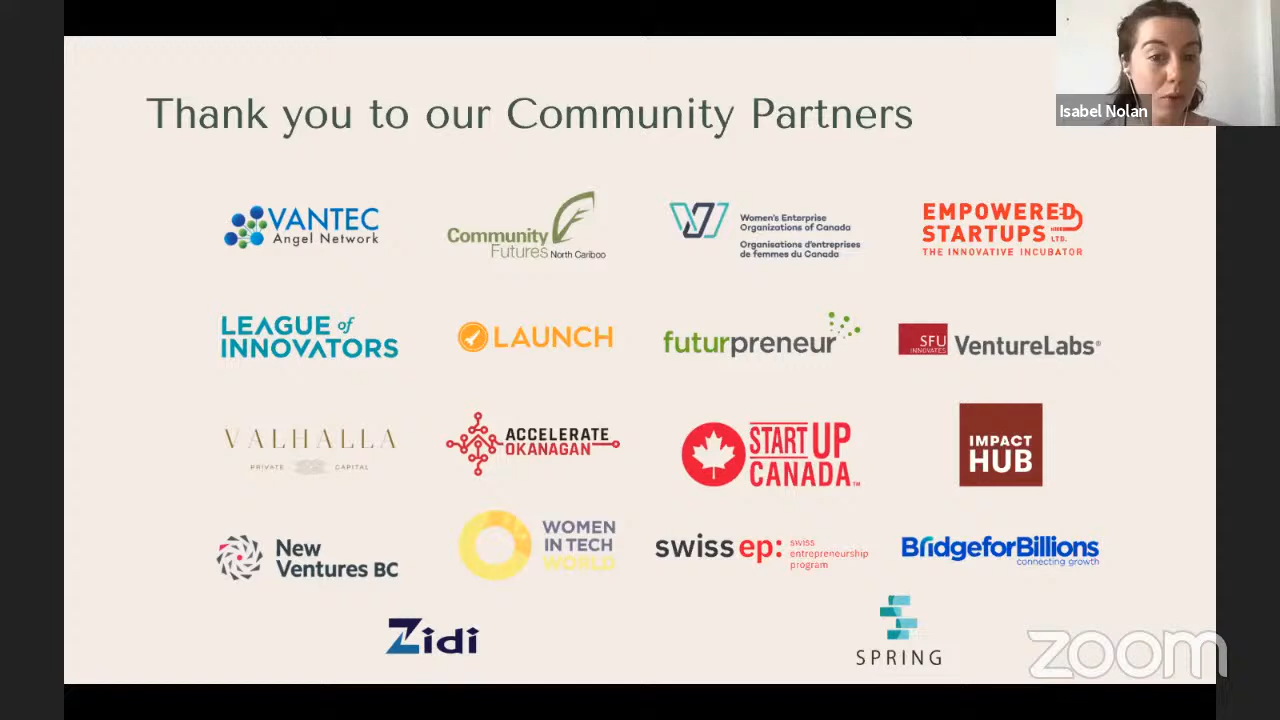 Isabel Nolan
Thank you to our Community Partners
VANTEC
Angel Network
Community
Futures North Cariboo
Women's Enterprise
Organizations of Canada
Organisations d'entreprises
de femmes du Canada
EMPOWERED
STARTUPS LTD.
THE INNOVATIVE INCUBATOR
LEAGUE of
INNOVATORS
LAUNCH
futurpreneur
SFU
INNOVATES
VentureLabs®
VALHALLA
PRIVATE CAPITAL
ACCELERATE
OKANAGAN
STARTUP
CANADA™
IMPACT
HUB
New
Ventures BC
WOMEN
IN TECH
WORLD
swiss ep:
swiss
entrepreneurship
program
BridgeforBillions
connecting growth
Zidi
SPRING
zoom